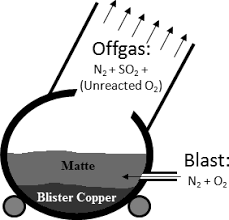 Offgas:
N₂ + SO₂ +
(Unreacted O₂)
Matte
Blast:
Blister Copper
N₂ + O₂